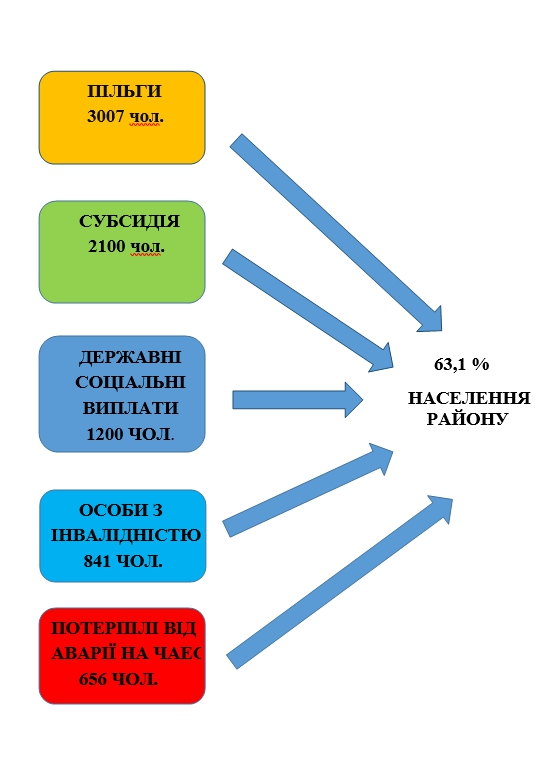 ПІЛЬГИ
3007 чол.
СУБСИДІЯ
2100 чол.
ДЕРЖАВНІ
СОЦІАЛЬНІ
ВИПЛАТИ
1200 ЧОЛ.
ОСОБИ З
ІНВАЛІДНІСТЮ
841 ЧОЛ.
ПОТЕРПІЛІ ВІД
АВАРІЇ НА ЧАЕС
656 ЧОЛ.
63,1 %
НАСЕЛЕННЯ
РАЙОНУ